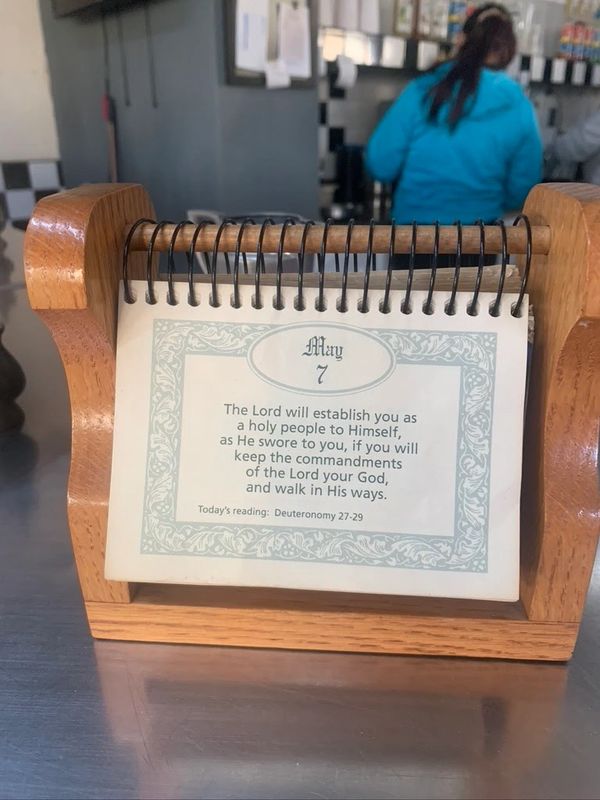 May
7
The Lord will establish you as
a holy people to Himself,
as He swore to you, if you will
keep the commandments
of the Lord your God,
and walk in His ways.
Today's reading: Deuteronomy 27-29